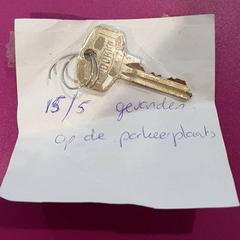 15/5 gevonden
op de parkeerplaats